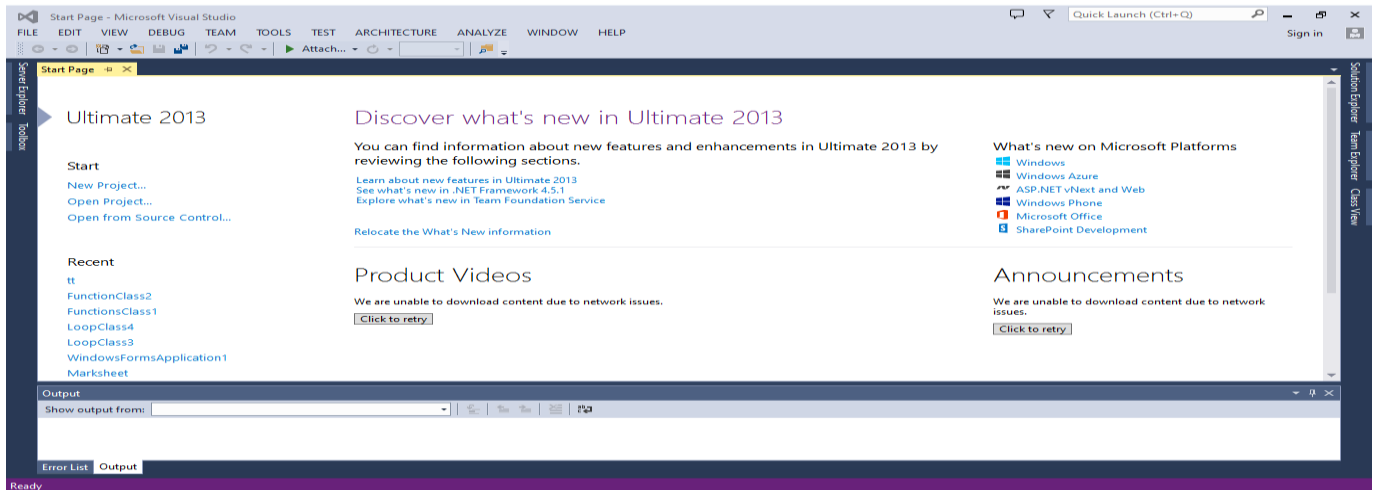 Start Page - Microsoft Visual Studio
Quick Launch (Ctrl+Q)
FILE EDIT VIEW DEBUG TEAM TOOLS TEST ARCHITECTURE ANALYZE WINDOW HELP
Sign in
Attach...
Server Explorer
Toolbox
Start Page
Ultimate 2013
Start
New Project...
Open Project...
Open from Source Control...
Recent
tt
FunctionClass2
FunctionsClass1
LoopClass4
LoopClass3
WindowsFormsApplication1
Marksheet
Discover what's new in Ultimate 2013
You can find information about new features and enhancements in Ultimate 2013 by
reviewing the following sections.
Learn about new features in Ultimate 2013
See what's new in .NET Framework 4.5.1
Explore what's new in Team Foundation Service
Relocate the What's New information
Product Videos
We are unable to download content due to network issues.
Click to retry
What's new on Microsoft Platforms
Windows
Windows Azure
ASP.NET vNext and Web
Windows Phone
Microsoft Office
SharePoint Development
Announcements
We are unable to download content due to network
issues.
Click to retry
Solution Explorer
Team Explorer
Class View
Output
Show output from:
Error List Output
Ready